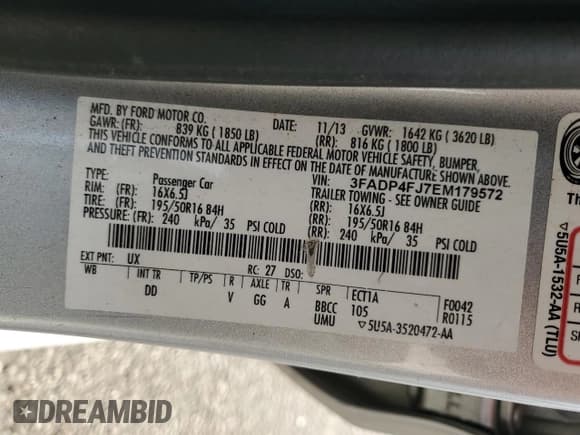 MFD. BY FORD MOTOR CO.
DATE: 11/13 GVWR: 1642 KG ( 3620 LB)
GAWR: (FR): 839 KG ( 1850 LB) (RR): 816 KG ( 1800 LB)
THIS VEHICLE CONFORMS TO ALL APPLICABLE FEDERAL MOTOR VEHICLE SAFETY, BUMPER,
AND THEFT PREVENTION STANDARDS IN EFFECT ON THE DATE OF MANUFACTURE SHOWN ABOVE.
VIN: 3FADP4FJ7EM179572
TYPE: Passenger Car TRAILER TOWING - SEE OWNER GUIDE
RIM: (FR): 16X6.5J (RR): 16X6.5J
TIRE: (FR): 195/50R16 84H (RR): 195/50R16 84H
PRESSURE: (FR): 240 kPa/ 35 PSI COLD (RR): 240 kPa/ 35 PSI COLD
EXT PNT: UX RC: 27 DSO:
WB INT TR TP/PS R AXLE TR SPR ECT1A F0042
DD V GG A BBCC 105 R0115
UMU ▽5U5A-3520472-AA
▽5U5A-1532-AA (TLU)
DREAMBID